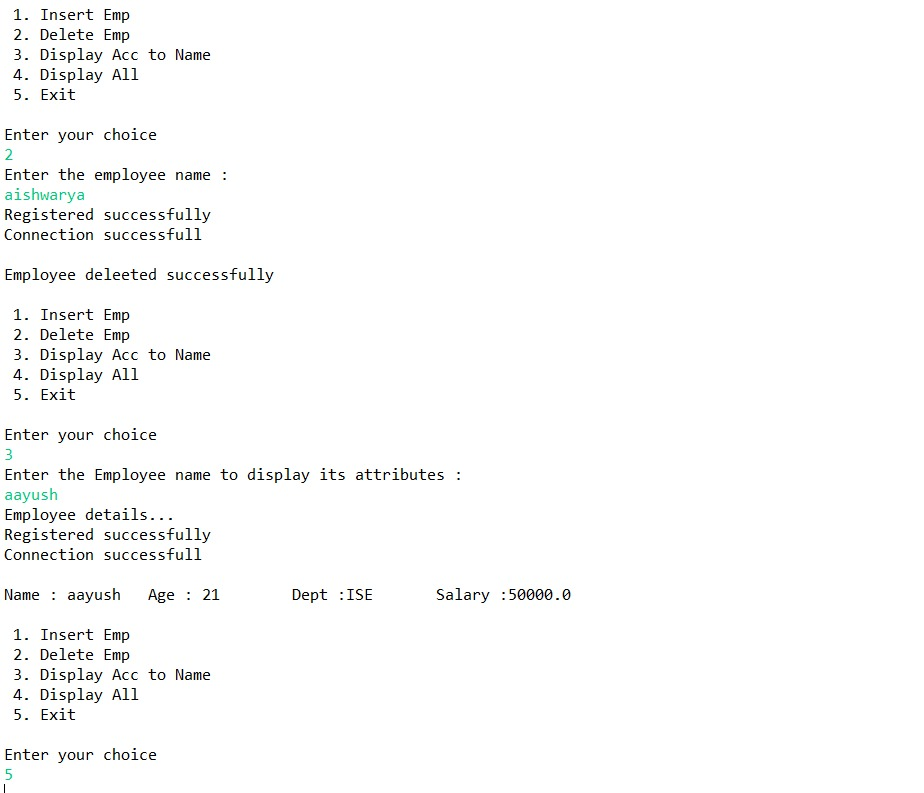 1. Insert Emp
2. Delete Emp
3. Display Acc to Name
4. Display All
5. Exit
Enter your choice
2
Enter the employee name :
aishwarya
Registered successfully
Connection successfull
Employee deleeted successfully
1. Insert Emp
2. Delete Emp
3. Display Acc to Name
4. Display All
5. Exit
Enter your choice
3
Enter the Employee name to display its attributes :
aayush
Employee details...
Registered successfully
Connection successfull
Name : aayush   Age : 21        Dept :ISE       Salary :50000.0
1. Insert Emp
2. Delete Emp
3. Display Acc to Name
4. Display All
5. Exit
Enter your choice
5